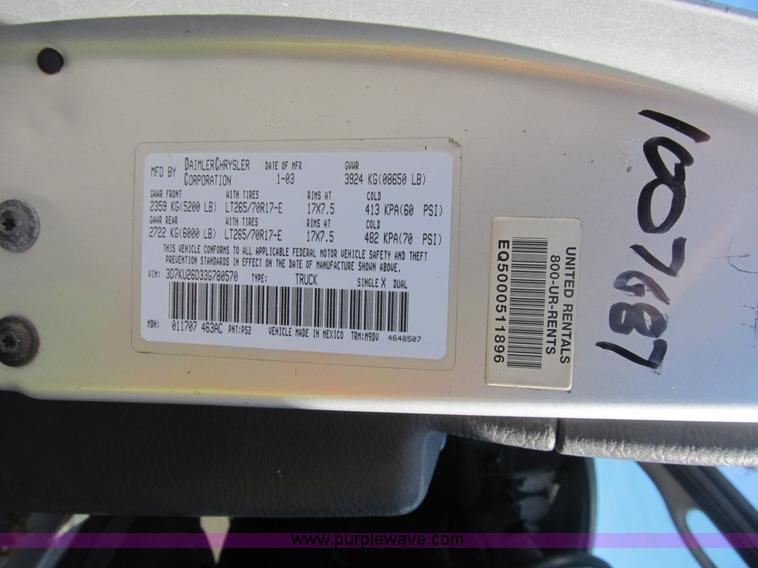 MFD BY DAIMLERCHRYSLER CORPORATION
DATE OF MFR 1-03
GVWR 3924 KG(08650 LB)
GAWR FRONT WITH TIRES RIMS AT COLD
2359 KG(5200 LB) LT265/70R17-E 17X7.5 413 KPA(60 PSI)
GAWR REAR WITH TIRES RIMS AT COLD
2722 KG(6000 LB) LT265/70R17-E 17X7.5 482 KPA(70 PSI)
THIS VEHICLE CONFORMS TO ALL APPLICABLE FEDERAL MOTOR VEHICLE SAFETY AND THEFT
PREVENTION STANDARDS IN EFFECT ON THE DATE OF MANUFACTURE SHOWN ABOVE.
VIN: 3D7KU26D33G780570 TYPE: TRUCK SINGLE X DUAL
MDH: 011707 463AC PNT:PS2 VEHICLE MADE IN MEXICO TRM:M9DV 4648507
UNITED RENTALS
800-UR-RENTS
EQ5000511896
1007687
www.purplewave.com